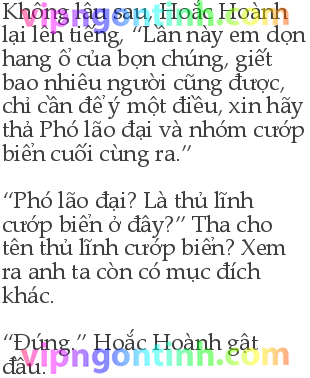 Không lâu sau, Hoắc Hoành
lại lên tiếng, “Lần này em dọn
hang ổ của bọn chúng, giết
bao nhiêu người cũng được,
chỉ cần để ý một điều, xin hãy
thả Phó lão đại và nhóm cướp
biển cuối cùng ra.”
“Phó lão đại? Là thủ lĩnh
cướp biển ở đây?” Tha cho
tên thủ lĩnh cướp biển? Xem
ra anh ta còn có mục đích
khác.
“Đúng.” Hoắc Hoành gật
đầu.
vipngontinh.com
vipngontinh.com